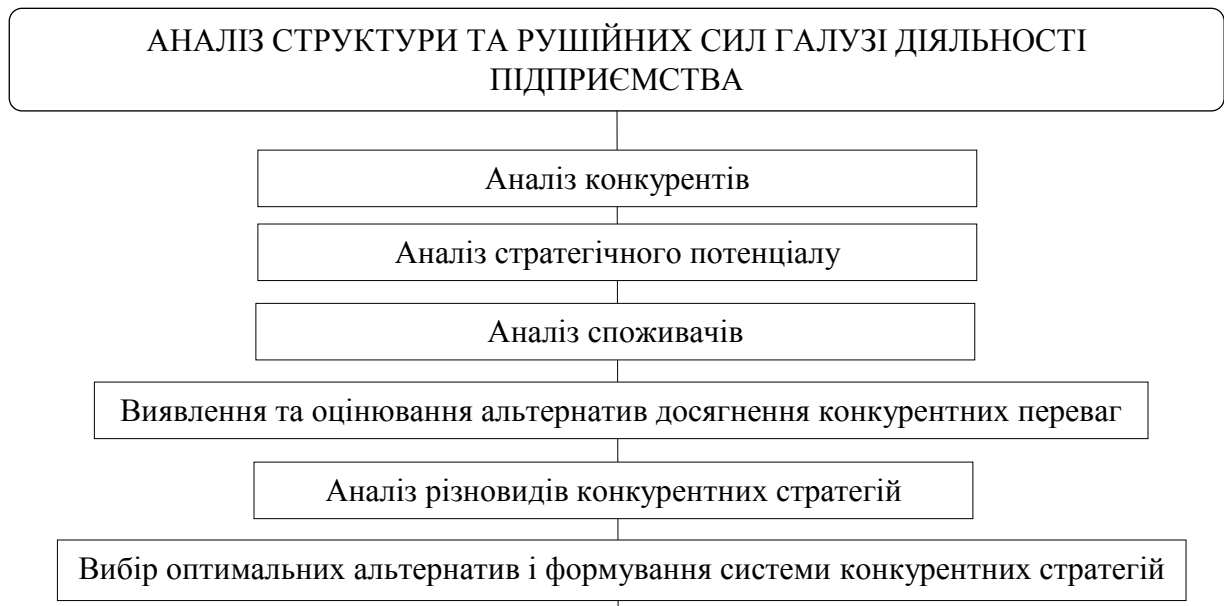 АНАЛІЗ СТРУКТУРИ ТА РУШІЙНИХ СИЛ ГАЛУЗІ ДІЯЛЬНОСТІ
ПІДПРИЄМСТВА
Аналіз конкурентів
Аналіз стратегічного потенціалу
Аналіз споживачів
Виявлення та оцінювання альтернатив досягнення конкурентних переваг
Аналіз різновидів конкурентних стратегій
Вибір оптимальних альтернатив і формування системи конкурентних стратегій